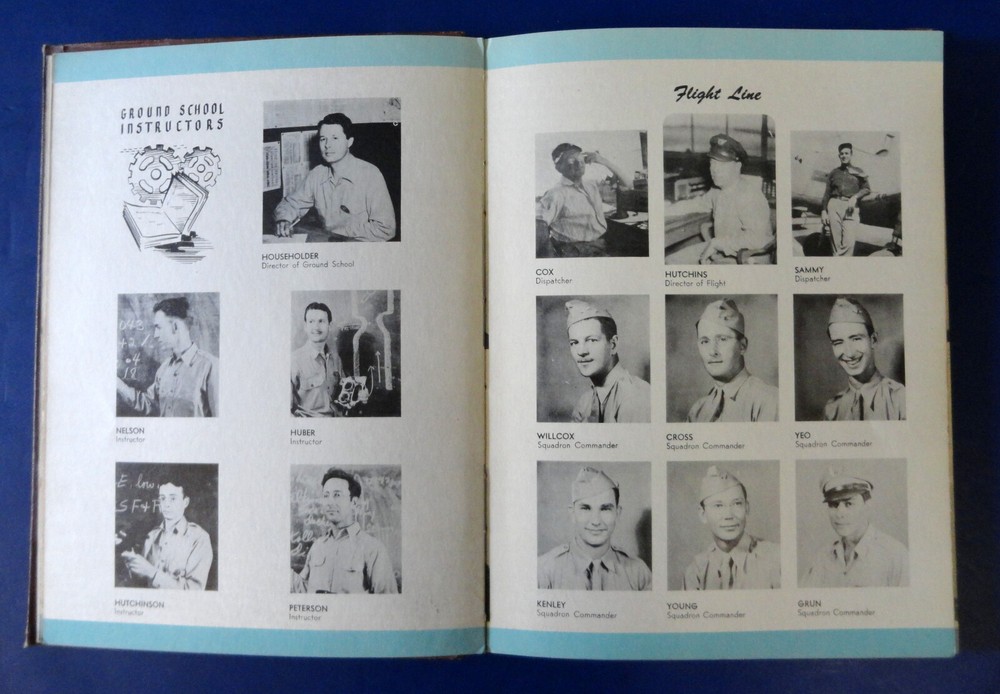 GROUND SCHOOL
INSTRUCTORS
HOUSEHOLDER
Director of Ground School
NELSON
Instructor
HUBER
Instructor
E. low
S F+F
HUTCHINSON
Instructor
PETERSON
Instructor
Flight Line
COX
Dispatcher
HUTCHINS
Director of Flight
SAMMY
Dispatcher
WILLCOX
Squadron Commander
CROSS
Squadron Commander
YEO
Squadron Commander
KENLEY
Squadron Commander
YOUNG
Squadron Commander
GRUN
Squadron Commander